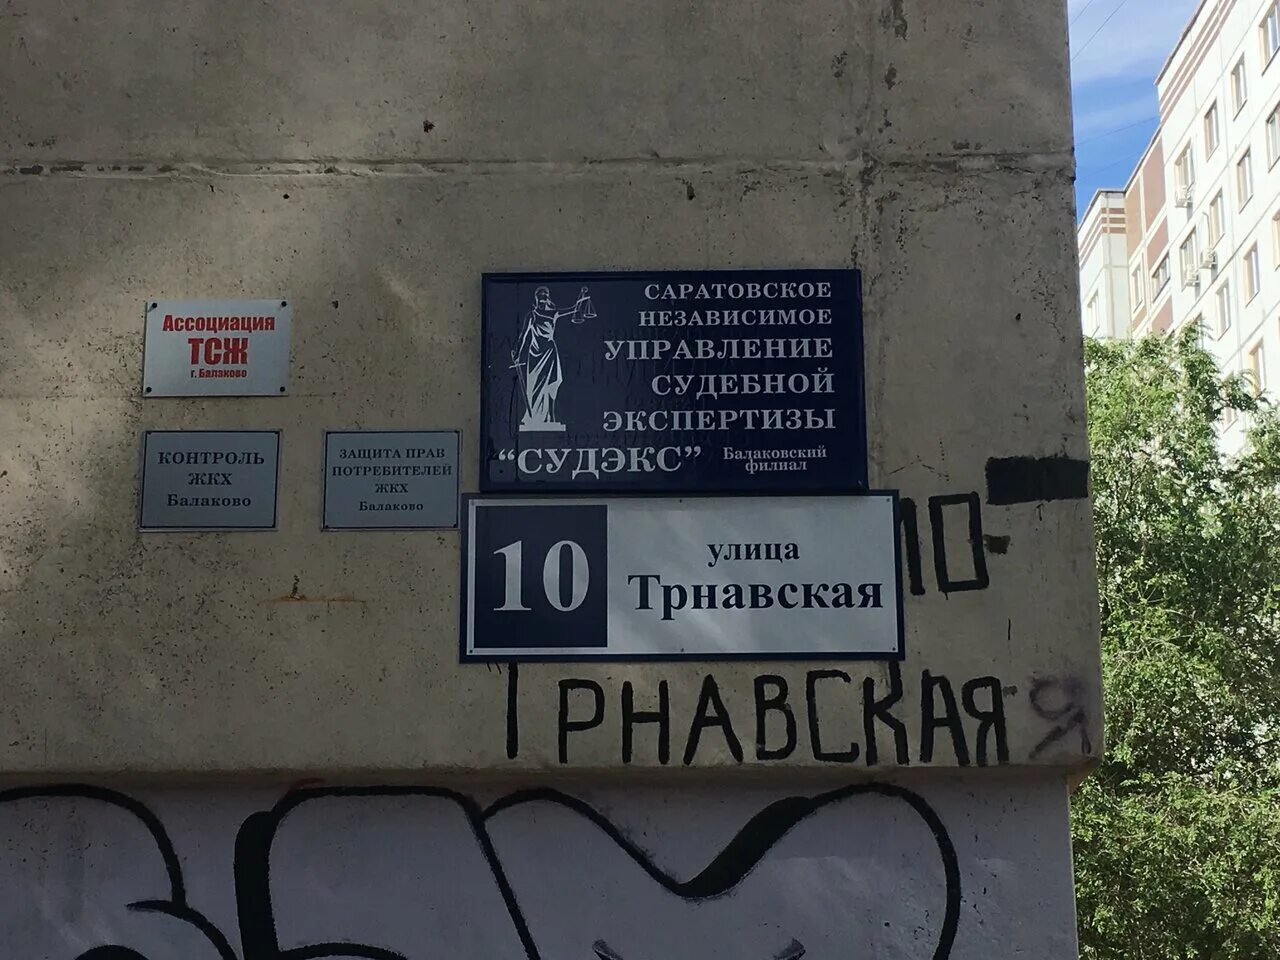 Ассоциация
ТСЖ
г. Балаково
КОНТРОЛЬ
ЖКХ
Балаково
ЗАЩИТА ПРАВ
ПОТРЕБИТЕЛЕЙ
ЖКХ
Балаково
САРАТОВСКОЕ
НЕЗАВИСИМОЕ
УПРАВЛЕНИЕ
СУДЕБНОЙ
ЭКСПЕРТИЗЫ
“СУДЭКС”
Балаковский
филиал
10
улица
Трнавская
10
ТРНАВСКАЯ
Я